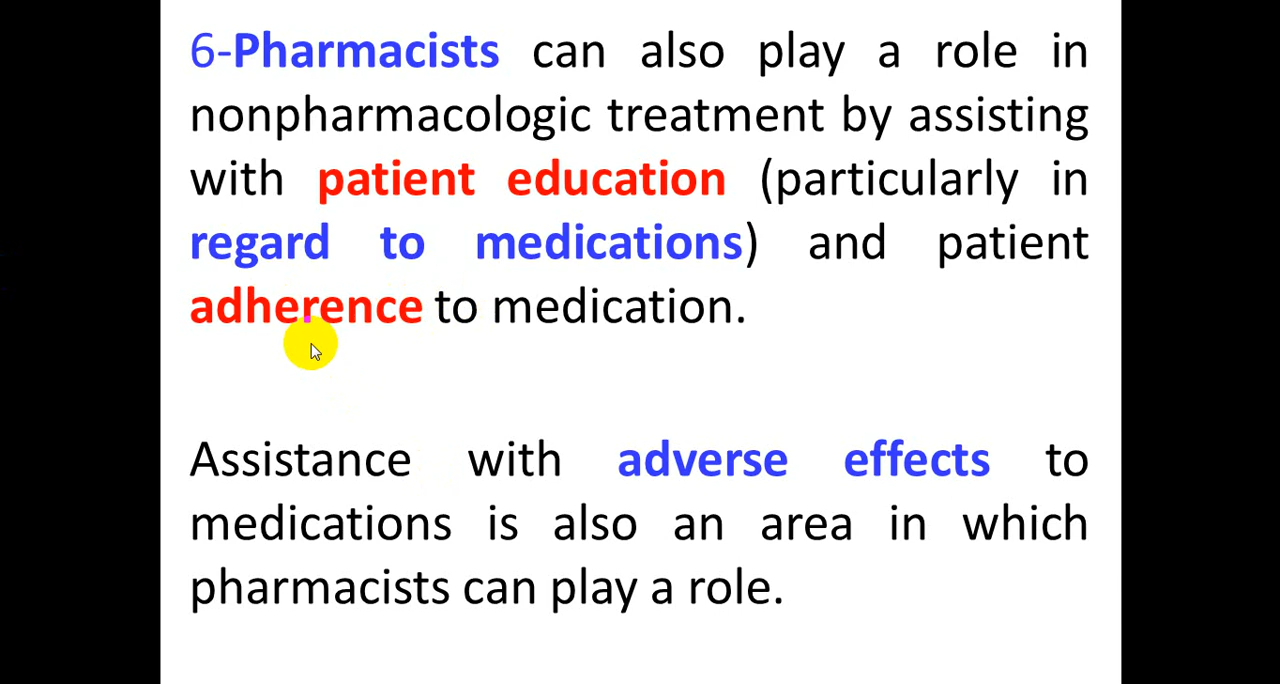 6-Pharmacists can also play a role in
nonpharmacologic treatment by assisting
with patient education (particularly in
regard to medications) and patient
adherence to medication.
Assistance with adverse effects to
medications is also an area in which
pharmacists can play a role.